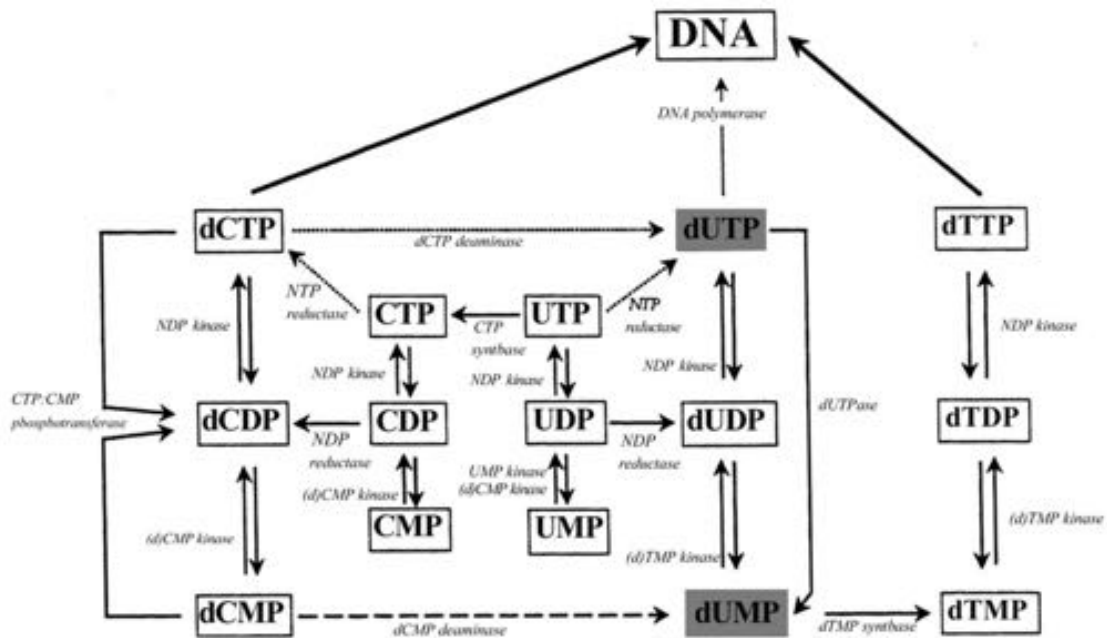 DNA
DNA polymerase
dCTP
dUTP
dTTP
dCTP deaminase
NTP
reductase
CTP
UTP
NTP
reductase
CTP
synthase
NDP kinase
NDP kinase
NDP kinase
NDP kinase
NDP kinase
CTP:CMP
phosphotransferase
dCDP
CDP
UDP
dUDP
dUTPase
dTDP
NDP
reductase
NDP
reductase
UMP kinase
(d)CMP kinase
(d)CMP kinase
CMP
UMP
(d)CMP kinase
(d)TMP kinase
(d)TMP kinase
dCMP
dUMP
dTMP
dCMP deaminase
dTMP synthase